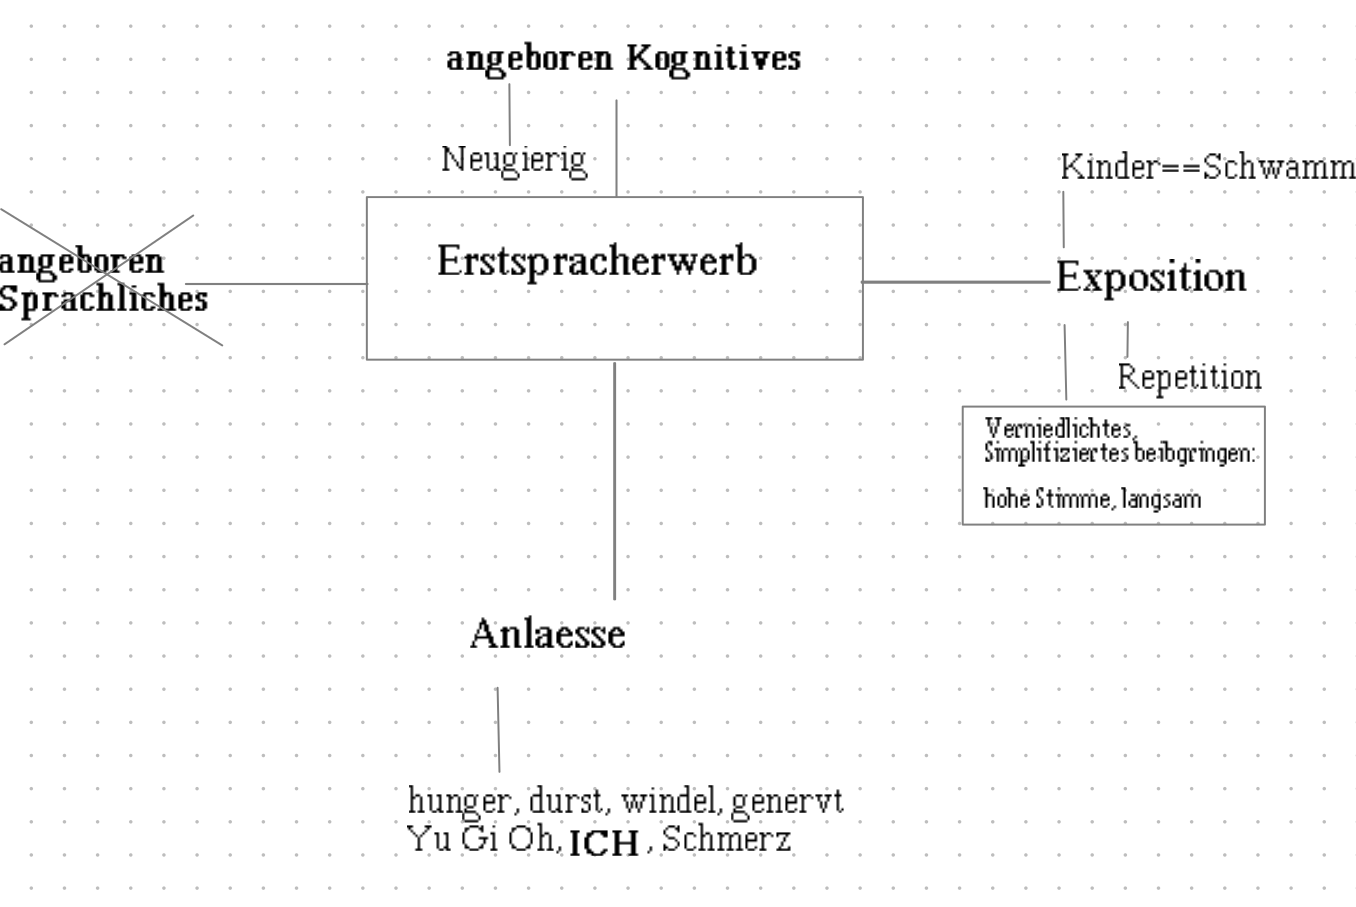 angeboren Kognitives
Neugierig
Kinder==Schwamm
angeboren
Sprachliches
Erstspracherwerb
Exposition
Repetition
Verniedlichtes,
Simplifiziertes beibgringen:
hohe Stimme, langsam
Anlaesse
hunger, durst, windel, genervt
Yu Gi Oh, ICH, Schmerz